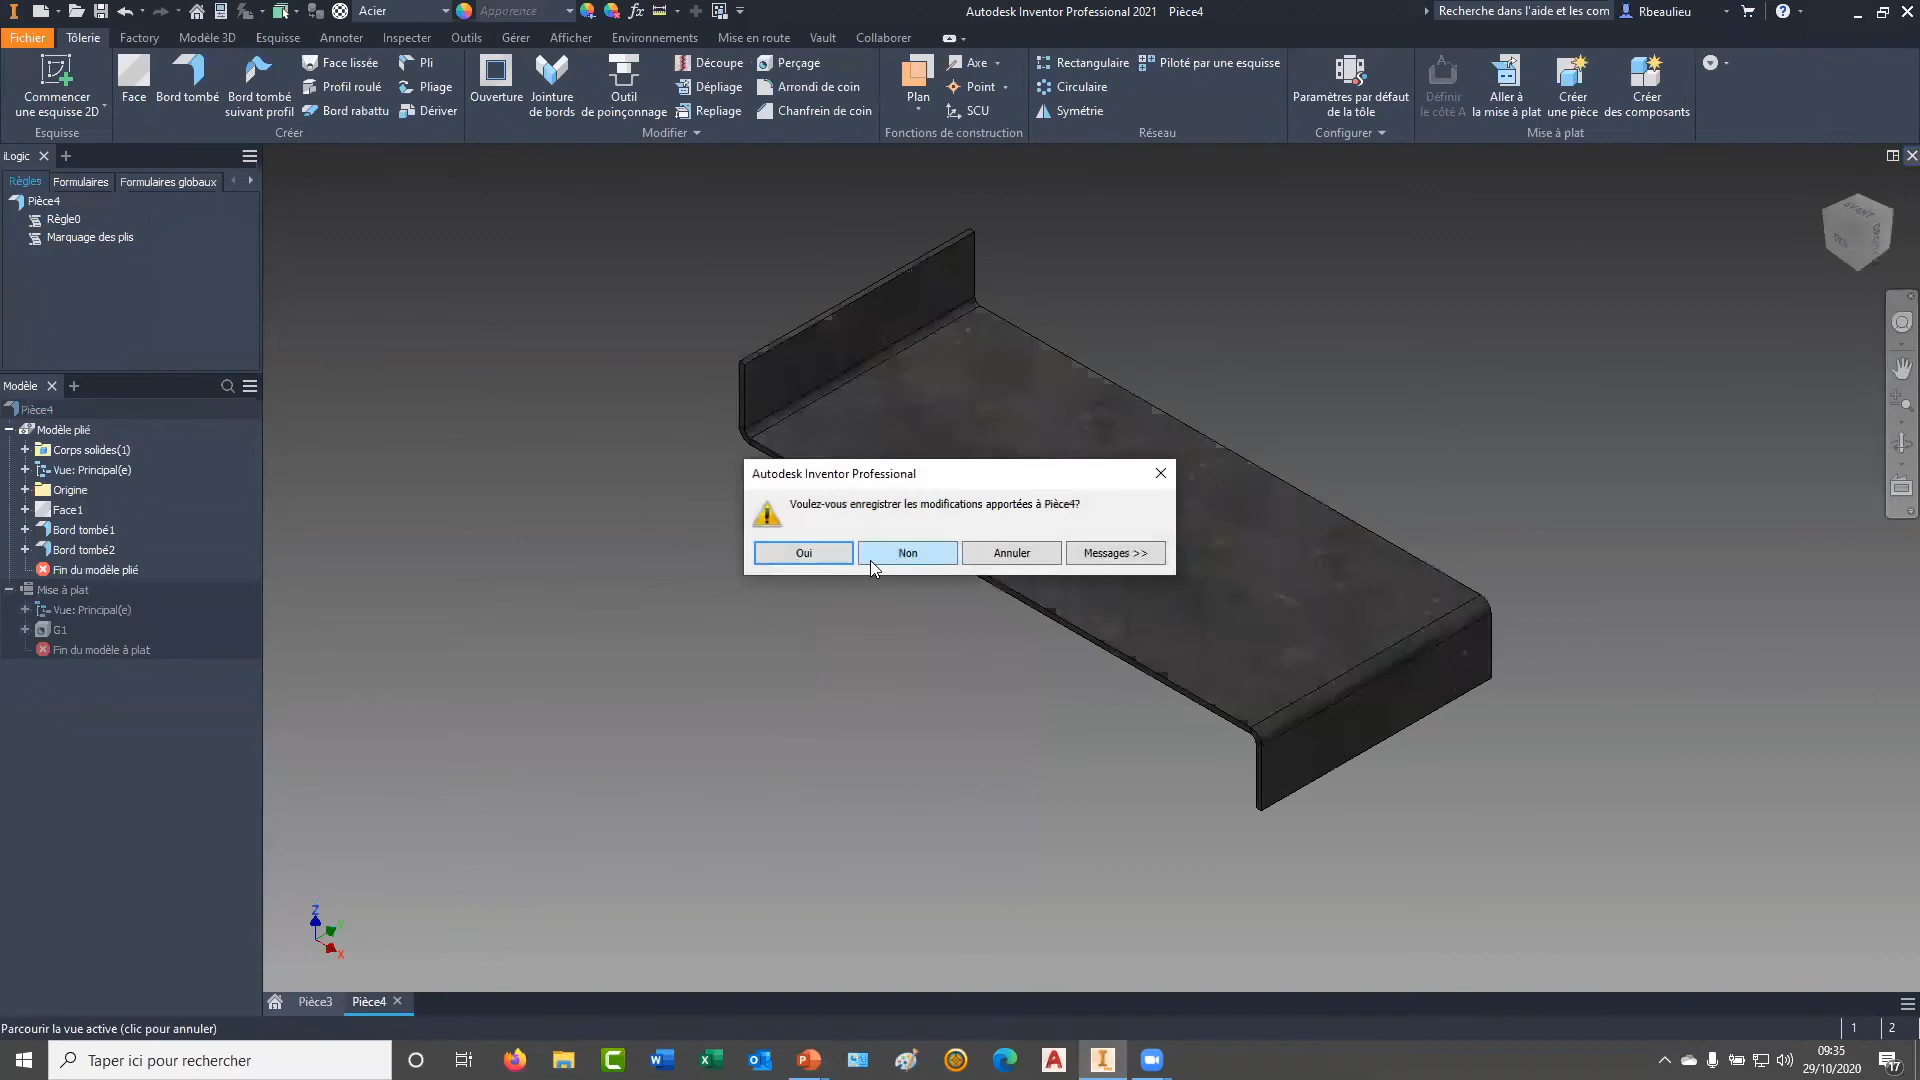 Acier
Apparence
Autodesk Inventor Professional 2021 Pièce4
Recherche dans l'aide et les com
Rbeaulieu
Fichier Tôlerie Factory Modèle 3D Esquisse Annoter Inspecter Outils Gérer Afficher Environnements Mise en route Vault Collaborer
Commencer une esquisse 2D
Esquisse
Face
Bord tombé
Bord tombé suivant profil
Face lissée
Profil roulé
Bord rabattu
Pli
Pliage
Dériver
Créer
Ouverture
Jointure de bords
Outil de poinçonnage
Découpe
Dépliage
Repliage
Perçage
Arrondi de coin
Chanfrein de coin
Modifier
Plan
Axe
Point
SCU
Fonctions de construction
Rectangulaire
Circulaire
Symétrie
Piloté par une esquisse
Réseau
Paramètres par défaut de la tôle
Configurer
Définir le côté A
Aller à la mise à plat
Créer une pièce
Créer des composants
Mise à plat
iLogic
Règles Formulaires Formulaires globaux
Pièce4
Règle0
Marquage des plis
Modèle
Pièce4
Modèle plié
Corps solides(1)
Vue: Principal(e)
Origine
Face1
Bord tombé1
Bord tombé2
Fin du modèle plié
Mise à plat
Vue: Principal(e)
G1
Fin du modèle à plat
AVANT
Autodesk Inventor Professional
Voulez-vous enregistrer les modifications apportées à Pièce4?
Oui Non Annuler Messages >>
Z
Y
X
Pièce3 Pièce4
Parcourir la vue active (clic pour annuler)
1 2
Taper ici pour rechercher
09:35
29/10/2020
17